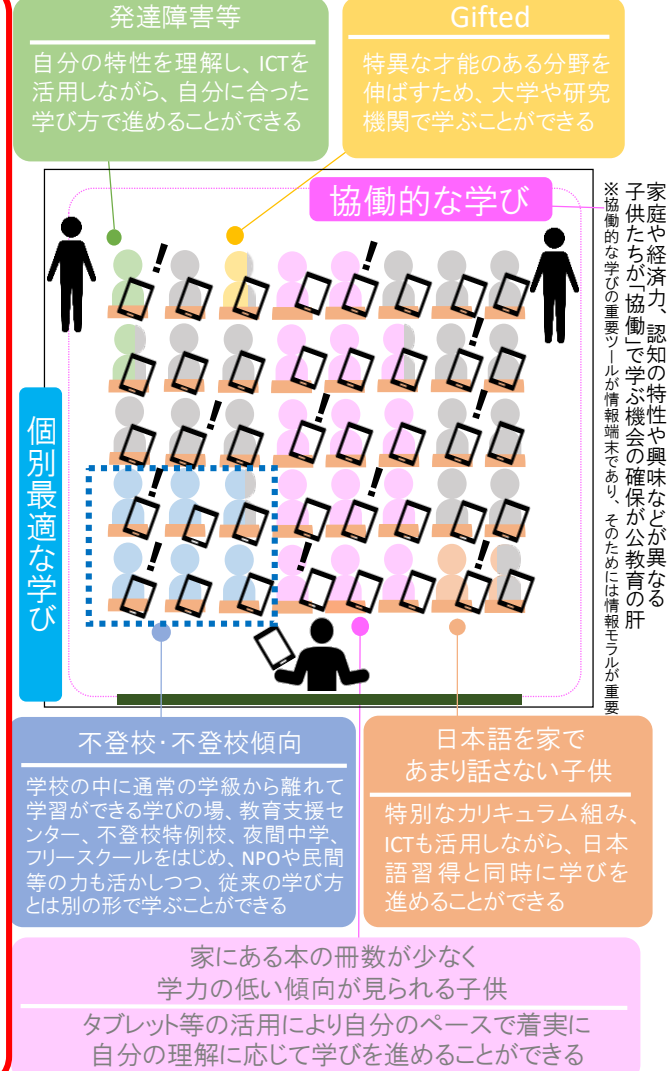 発達障害等
自分の特性を理解し、ICTを
活用しながら、自分に合った
学び方で進めることができる
Gifted
特異な才能のある分野を
伸ばすため、大学や研究
機関で学ぶことができる
協働的な学び
家庭や経済力、認知の特性や興味などが異なる
子供たちが「協働」で学ぶ機会の確保が公教育の肝
※協働的な学びの重要ツールが情報端末であり、そのためには情報モラルが重要
個別最適な学び
!
!
!
!
!
!
!
!
!
!
!
不登校・不登校傾向
学校の中に通常の学級から離れて
学習ができる学びの場、教育支援セ
ンター、不登校特例校、夜間中学、
フリースクールをはじめ、NPOや民間
等の力も活かしつつ、従来の学び方
とは別の形で学ぶことができる
日本語を家で
あまり話さない子供
特別なカリキュラム組み、
ICTも活用しながら、日本
語習得と同時に学びを
進めることができる
家にある本の冊数が少なく
学力の低い傾向が見られる子供
タブレット等の活用により自分のペースで着実に
自分の理解に応じて学びを進めることができる